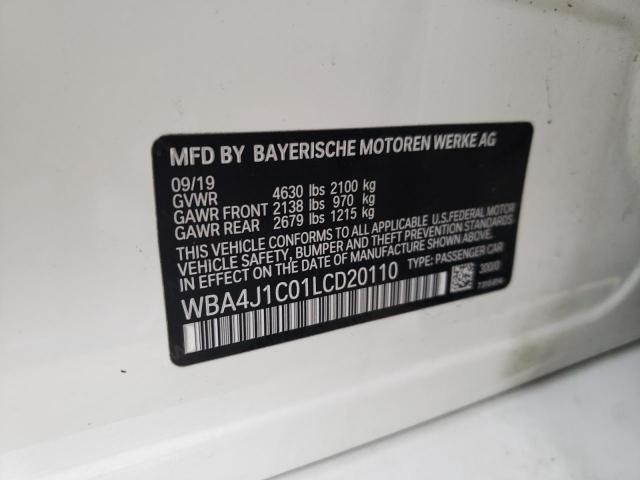 MFD BY BAYERISCHE MOTOREN WERKE AG
09/19
GVWR 4630 lbs 2100 kg
GAWR FRONT 2138 lbs 970 kg
GAWR REAR 2679 lbs 1215 kg
THIS VEHICLE CONFORMS TO ALL APPLICABLE U.S.FEDERAL MOTOR
VEHICLE SAFETY, BUMPER, AND THEFT PREVENTION STANDARDS
IN EFFECT ON THE DATE OF MANUFACTURE SHOWN ABOVE.
WBA4J1C01LCD20110 TYPE: PASSENGER CAR
300/0